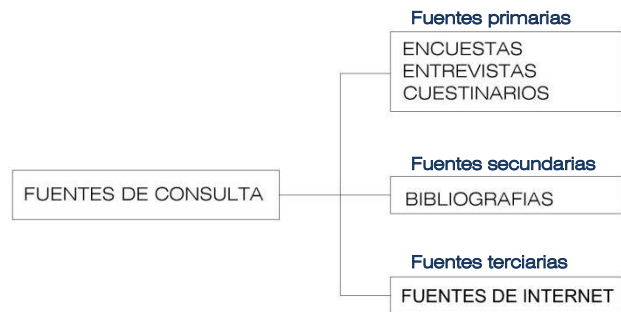 Fuentes primarias
ENCUESTAS
ENTREVISTAS
CUESTINARIOS
Fuentes secundarias
FUENTES DE CONSULTA
BIBLIOGRAFIAS
Fuentes terciarias
FUENTES DE INTERNET